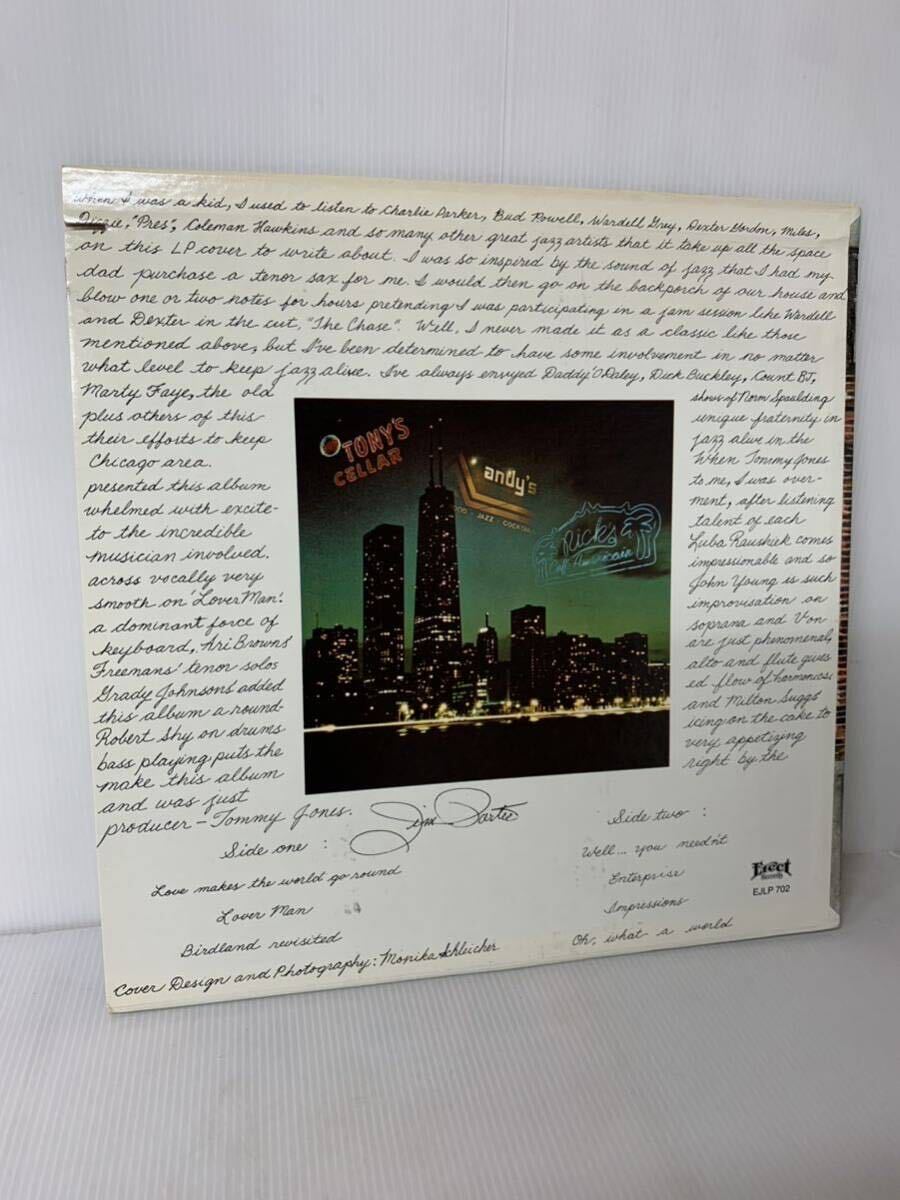 When I was a kid, I used to listen to Charlie Parker, Bud Powell, Wardell Grey, Dexter Gordon, Miles,
Dizzie, "Pres", Coleman Hawkins and so many other great jazz artists that it take up all the space
on this LP cover to write about. I was so inspired by the sound of jazz that I had my
dad purchase a tenor sax for me. I would then go on the backporch of our house and
blow one or two notes for hours pretending I was participating in a jam session like Wardell
and Dexter in the cut, "The Chase". Well, I never made it as a classic like those
mentioned above, but I've been determined to have some involvement in no matter
what level to keep jazz alive. I've always envyed Daddy'O Daley, Dick Buckley, Count BJ,
Marty Faye, the old shows of Norm Spaulding
plus others of this unique fraternity in
their efforts to keep jazz alive in the
Chicago area. When Tommy Jones
presented this album to me, I was over-
whelmed with excite- ment, after listening
to the incredible talent of each
musician involved. Luba Raushiek comes
across vocally very impressionable and so
smooth on 'Lover Man'. John Young is such
a dominant force of improvisation on
keyboard, Ari Browns' soprana and Von
Freemans' tenor solos are just phenomenal,
Grady Johnsons' added alto and flute gives
this album a round- ed flow of harmonics;
Robert Shy on drums and Milton Suggs
bass playing puts the icing on the cake to
make this album very appetizing
and was just right by the
producer - Tommy Jones.
TONY'S
CELLAR
andy's
JAZZ COCKTAIL
Rick's
Café Americain
Side one :
Love makes the world go round
Lover Man
Birdland revisited
Side two :
Well... you needn't
Enterprise
Impressions
Oh, what a world
Erect
Records
EJLP 702
Cover Design and Photography: Monika Schleicher